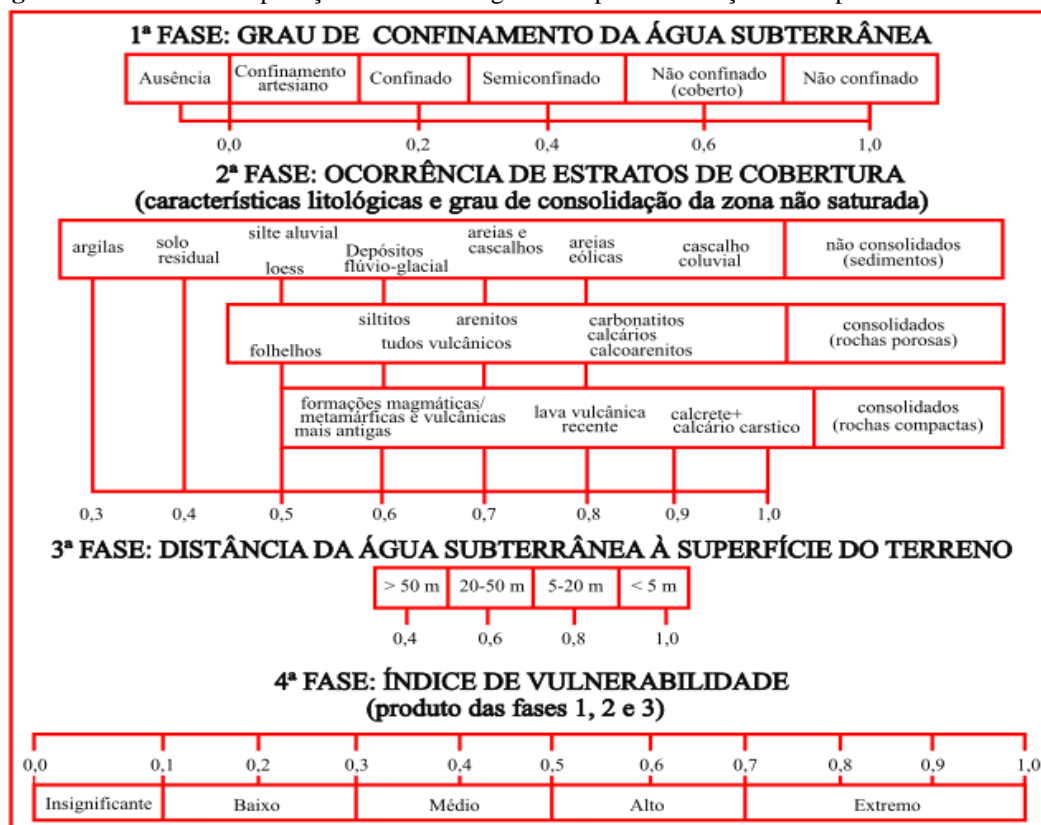 1ª FASE: GRAU DE CONFINAMENTO DA ÁGUA SUBTERRÂNEA
Ausência
Confinamento
artesiano
Confinado
Semiconfinado
Não confinado
(coberto)
Não confinado
0,0 0,2 0,4 0,6 1,0
2ª FASE: OCORRÊNCIA DE ESTRATOS DE COBERTURA
(características litológicas e grau de consolidação da zona não saturada)
argilas
solo
residual
silte aluvial
loess
Depósitos
flúvio-glacial
areias e
cascalhos
areias
eólicas
cascalho
coluvial
não consolidados
(sedimentos)
folhelhos
siltitos
arenitos
tudos vulcânicos
carbonatitos
calcários
calcoarenitos
consolidados
(rochas porosas)
formações magmáticas/
metamárficas e vulcânicas
mais antigas
lava vulcânica
recente
calcrete+
calcário carstico
consolidados
(rochas compactas)
0,3 0,4 0,5 0,6 0,7 0,8 0,9 1,0
3ª FASE: DISTÂNCIA DA ÁGUA SUBTERRÂNEA À SUPERFÍCIE DO TERRENO
> 50 m 20-50 m 5-20 m < 5 m
0,4 0,6 0,8 1,0
4ª FASE: ÍNDICE DE VULNERABILIDADE
(produto das fases 1, 2 e 3)
0,0 0,1 0,2 0,3 0,4 0,5 0,6 0,7 0,8 0,9 1,0
Insignificante Baixo Médio Alto Extremo